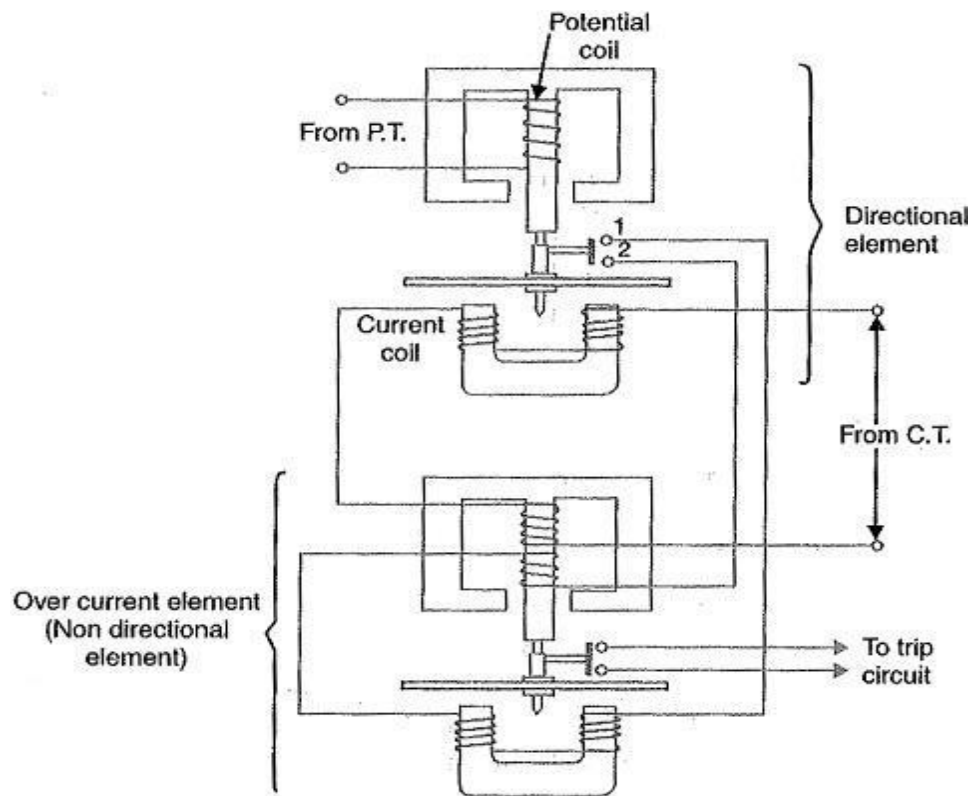 Potential
coil
From P.T.
1
2
Directional
element
Current
coil
From C.T.
Over current element
(Non directional
element)
To trip
circuit